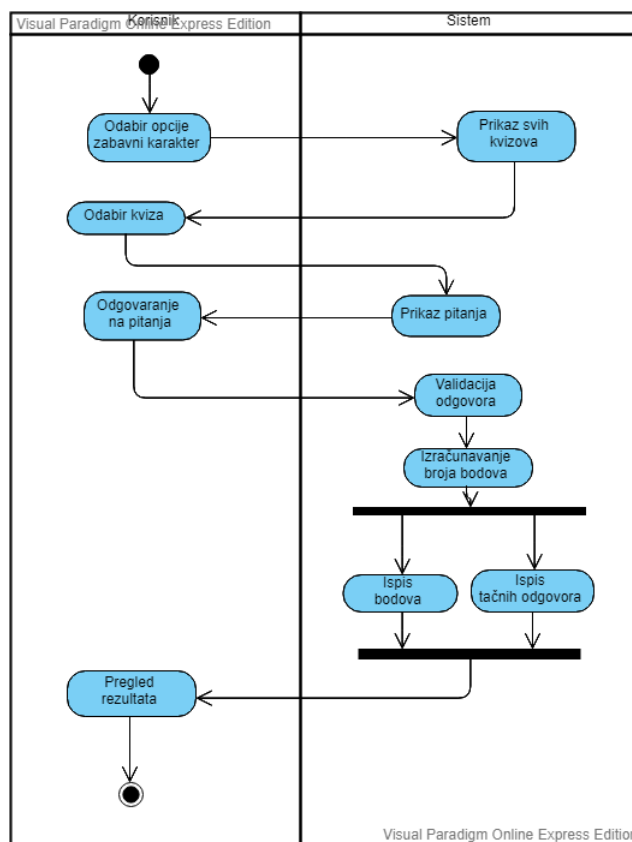 Visual Paradigm Online Express Edition
Korisnik
Sistem
Odabir opcije
zabavni karakter
Prikaz svih
kvizova
Odabir kviza
Odgovaranje
na pitanja
Prikaz pitanja
Validacija
odgovora
Izračunavanje
broja bodova
Ispis
bodova
Ispis
tačnih odgovora
Pregled
rezultata
Visual Paradigm Online Express Edition